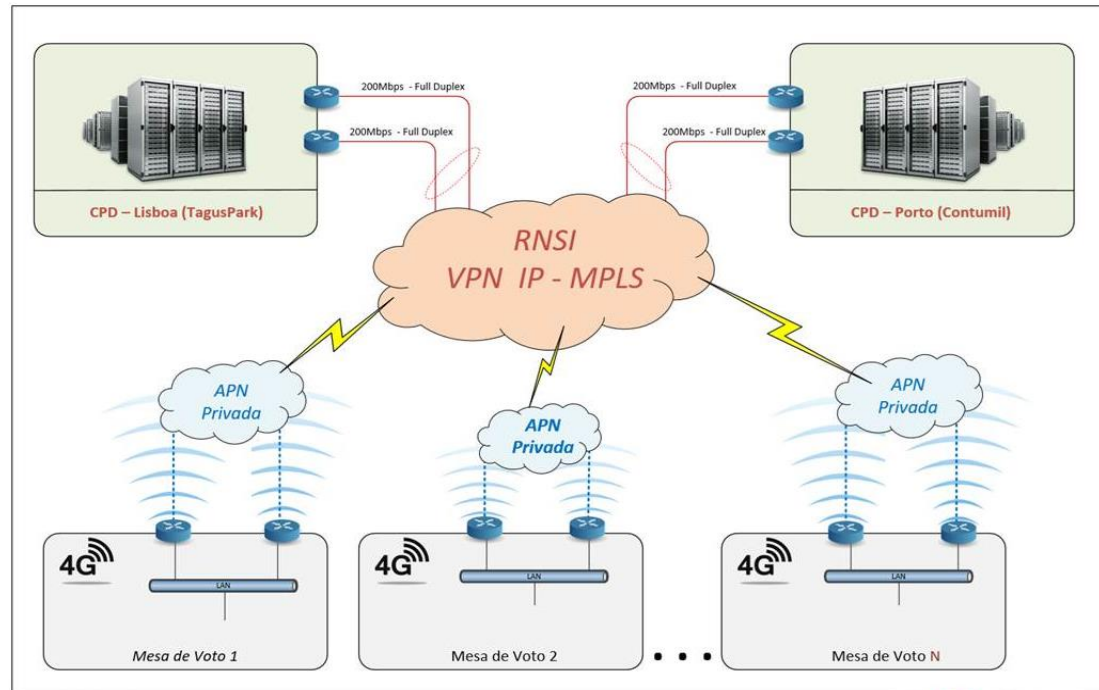 200Mbps - Full Duplex
200Mbps - Full Duplex
200Mbps - Full Duplex
200Mbps - Full Duplex
CPD – Lisboa (TagusPark)
CPD – Porto (Contumil)
RNSI
VPN IP - MPLS
APN
Privada
APN
Privada
APN
Privada
4G
LAN
Mesa de Voto 1
4G
LAN
Mesa de Voto 2
. . .
4G
LAN
Mesa de Voto N